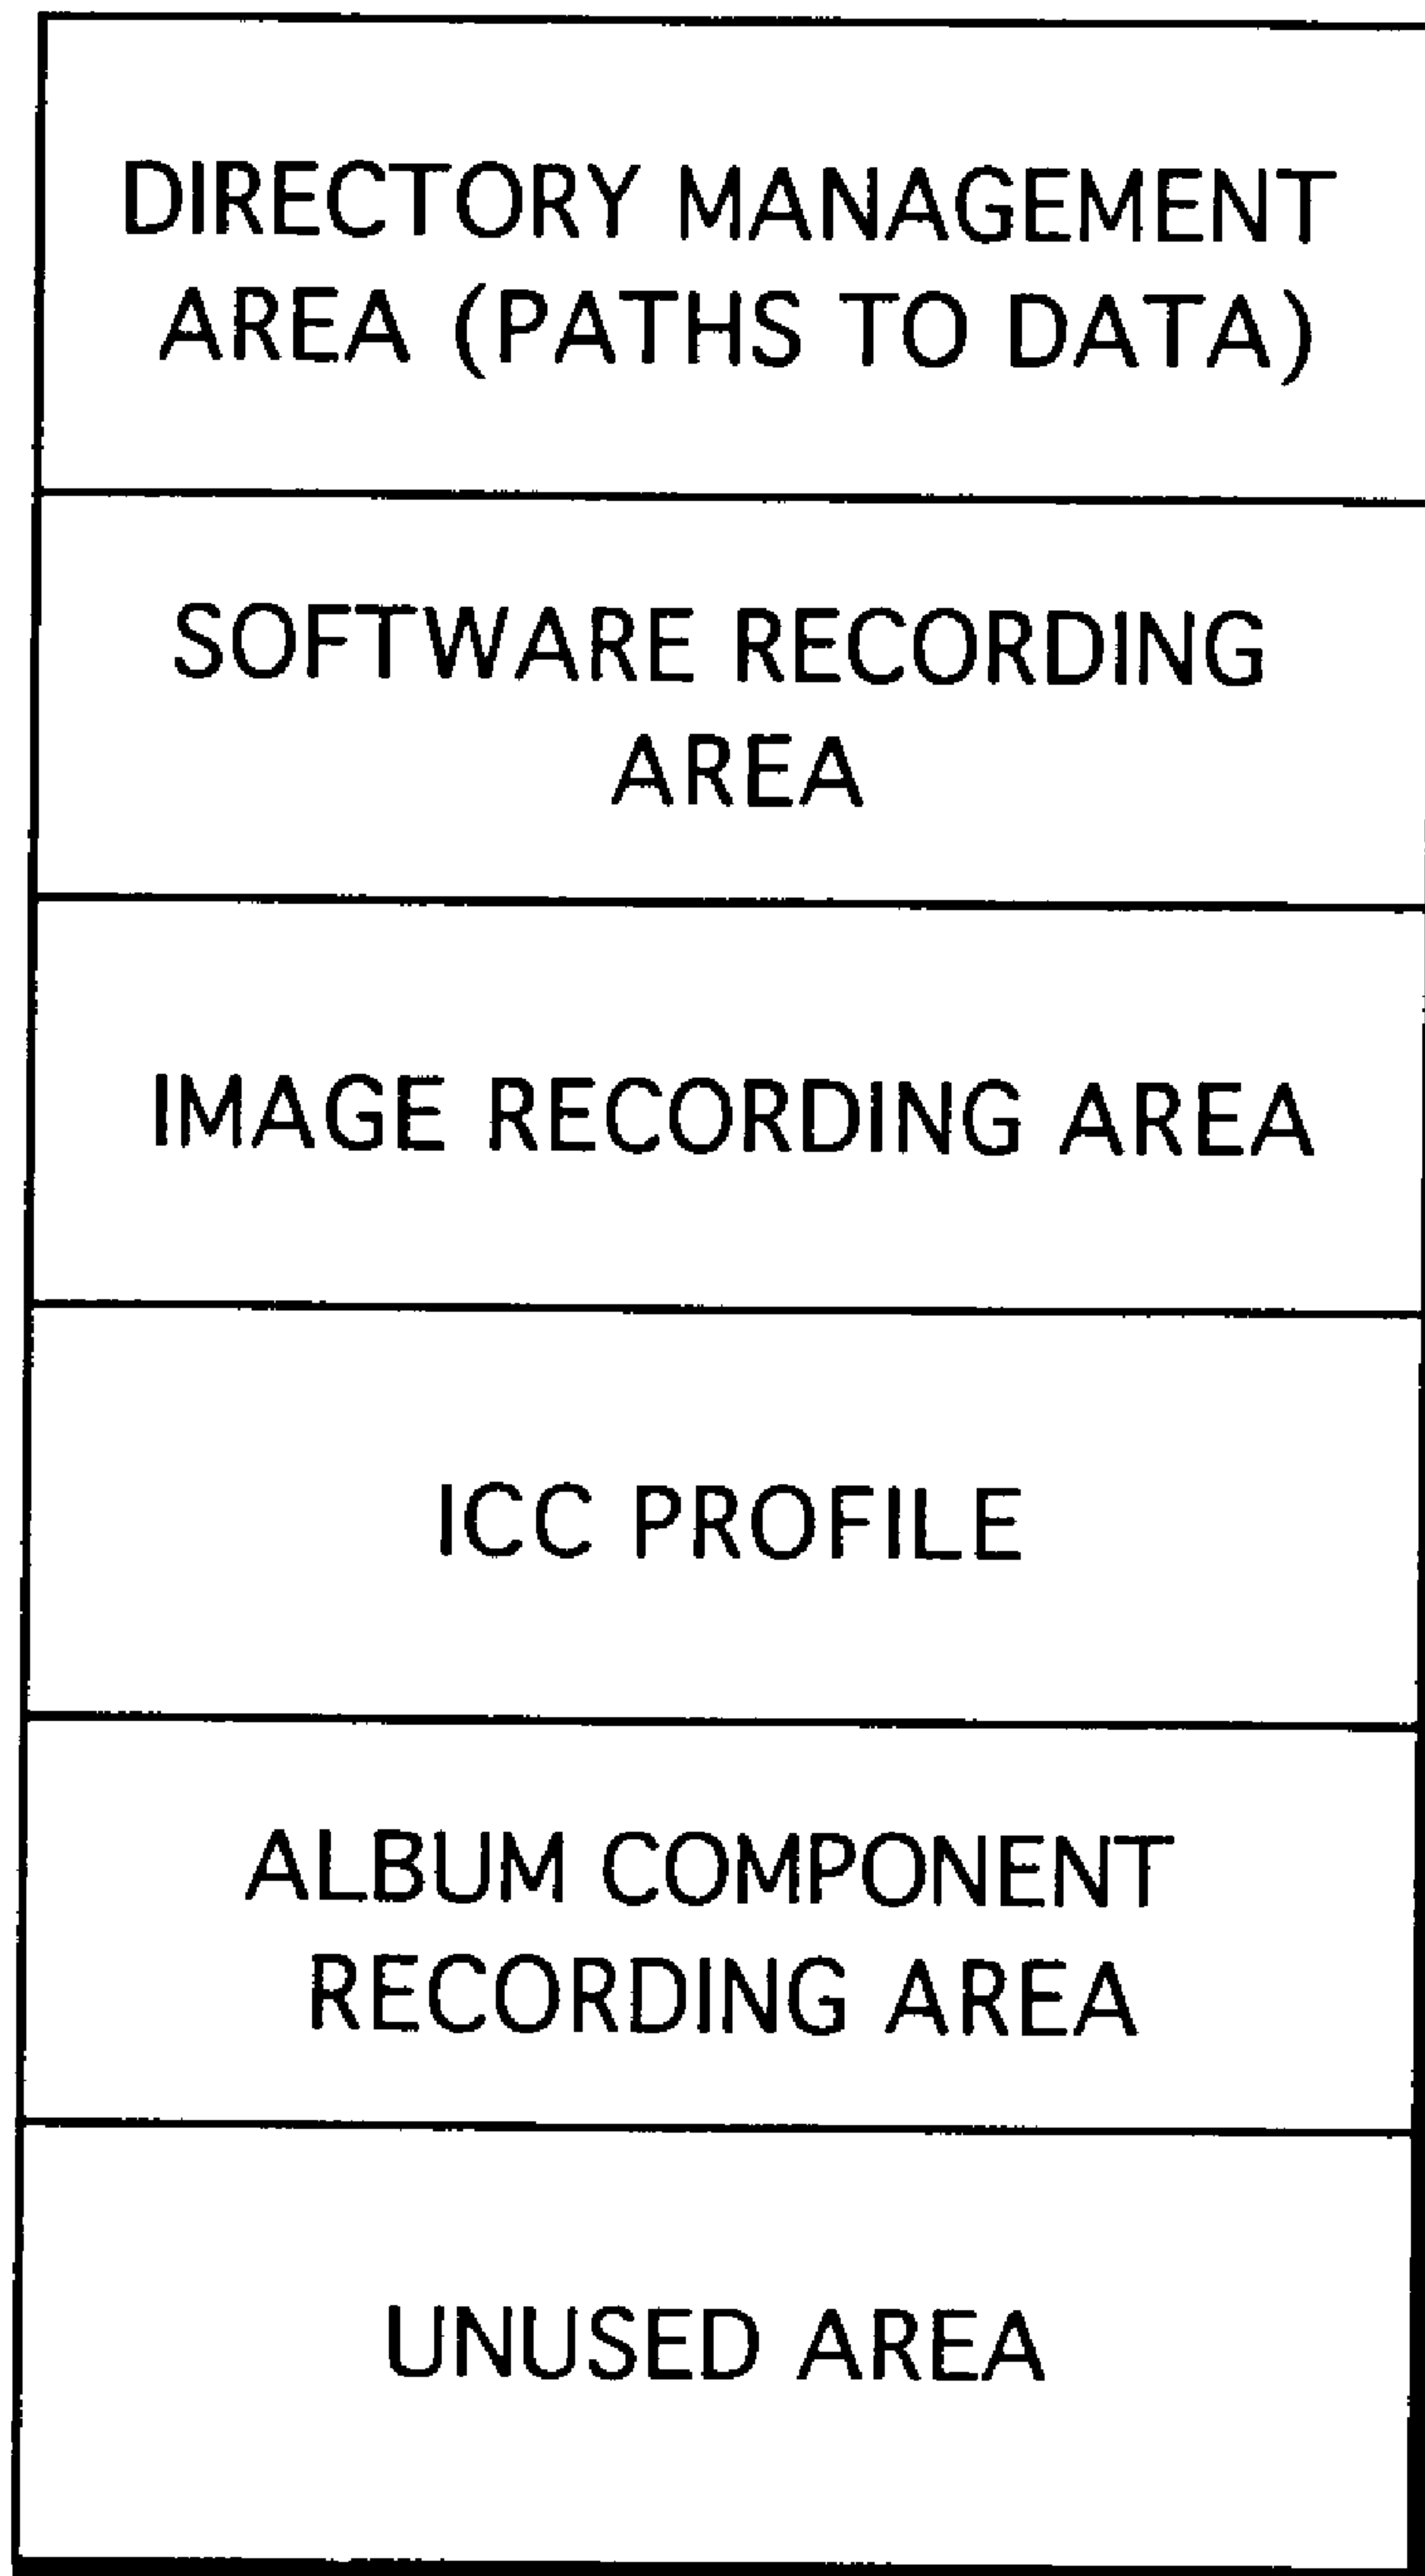 DIRECTORY MANAGEMENT
AREA (PATHS TO DATA)
SOFTWARE RECORDING
AREA
IMAGE RECORDING AREA
ICC PROFILE
ALBUM COMPONENT
RECORDING AREA
UNUSED AREA